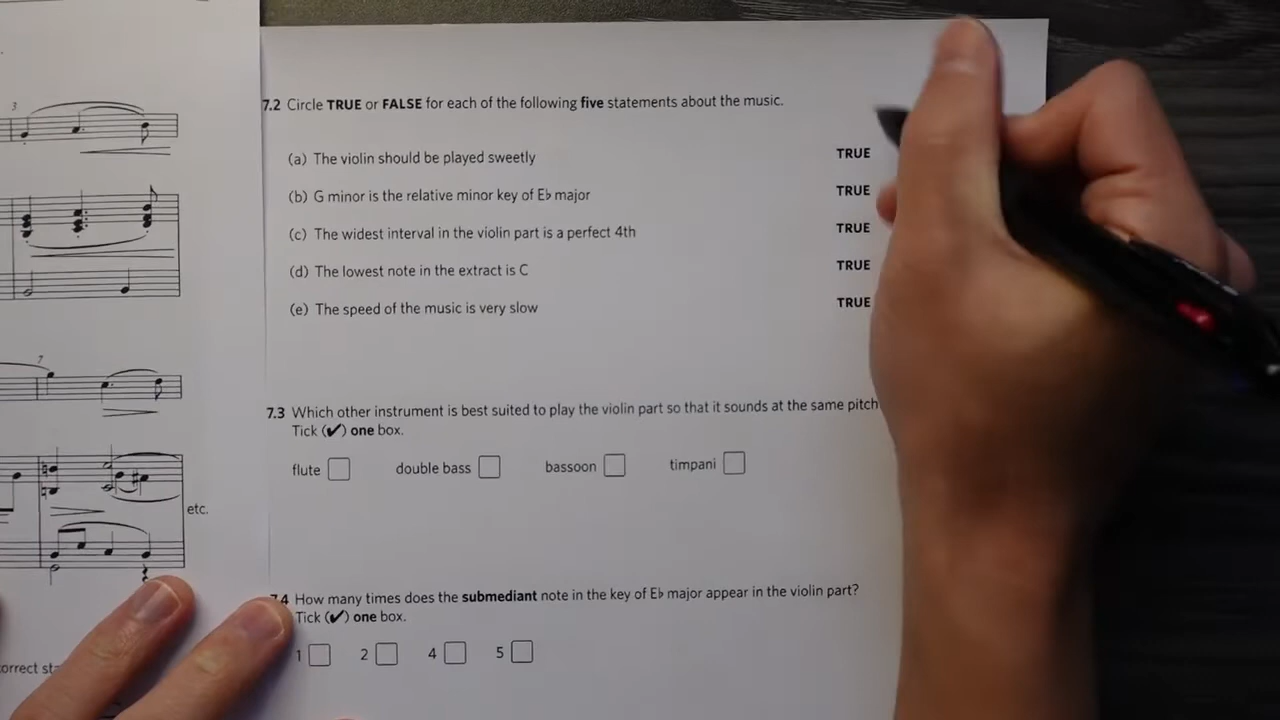 3
7
etc.
orrect st
7.2 Circle TRUE or FALSE for each of the following five statements about the music.
(a) The violin should be played sweetly TRUE
(b) G minor is the relative minor key of E♭ major TRUE
(c) The widest interval in the violin part is a perfect 4th TRUE
(d) The lowest note in the extract is C TRUE
(e) The speed of the music is very slow TRUE
7.3 Which other instrument is best suited to play the violin part so that it sounds at the same pitch
Tick (✔) one box.
flute double bass bassoon timpani
7.4 How many times does the submediant note in the key of E♭ major appear in the violin part?
Tick (✔) one box.
1 2 4 5